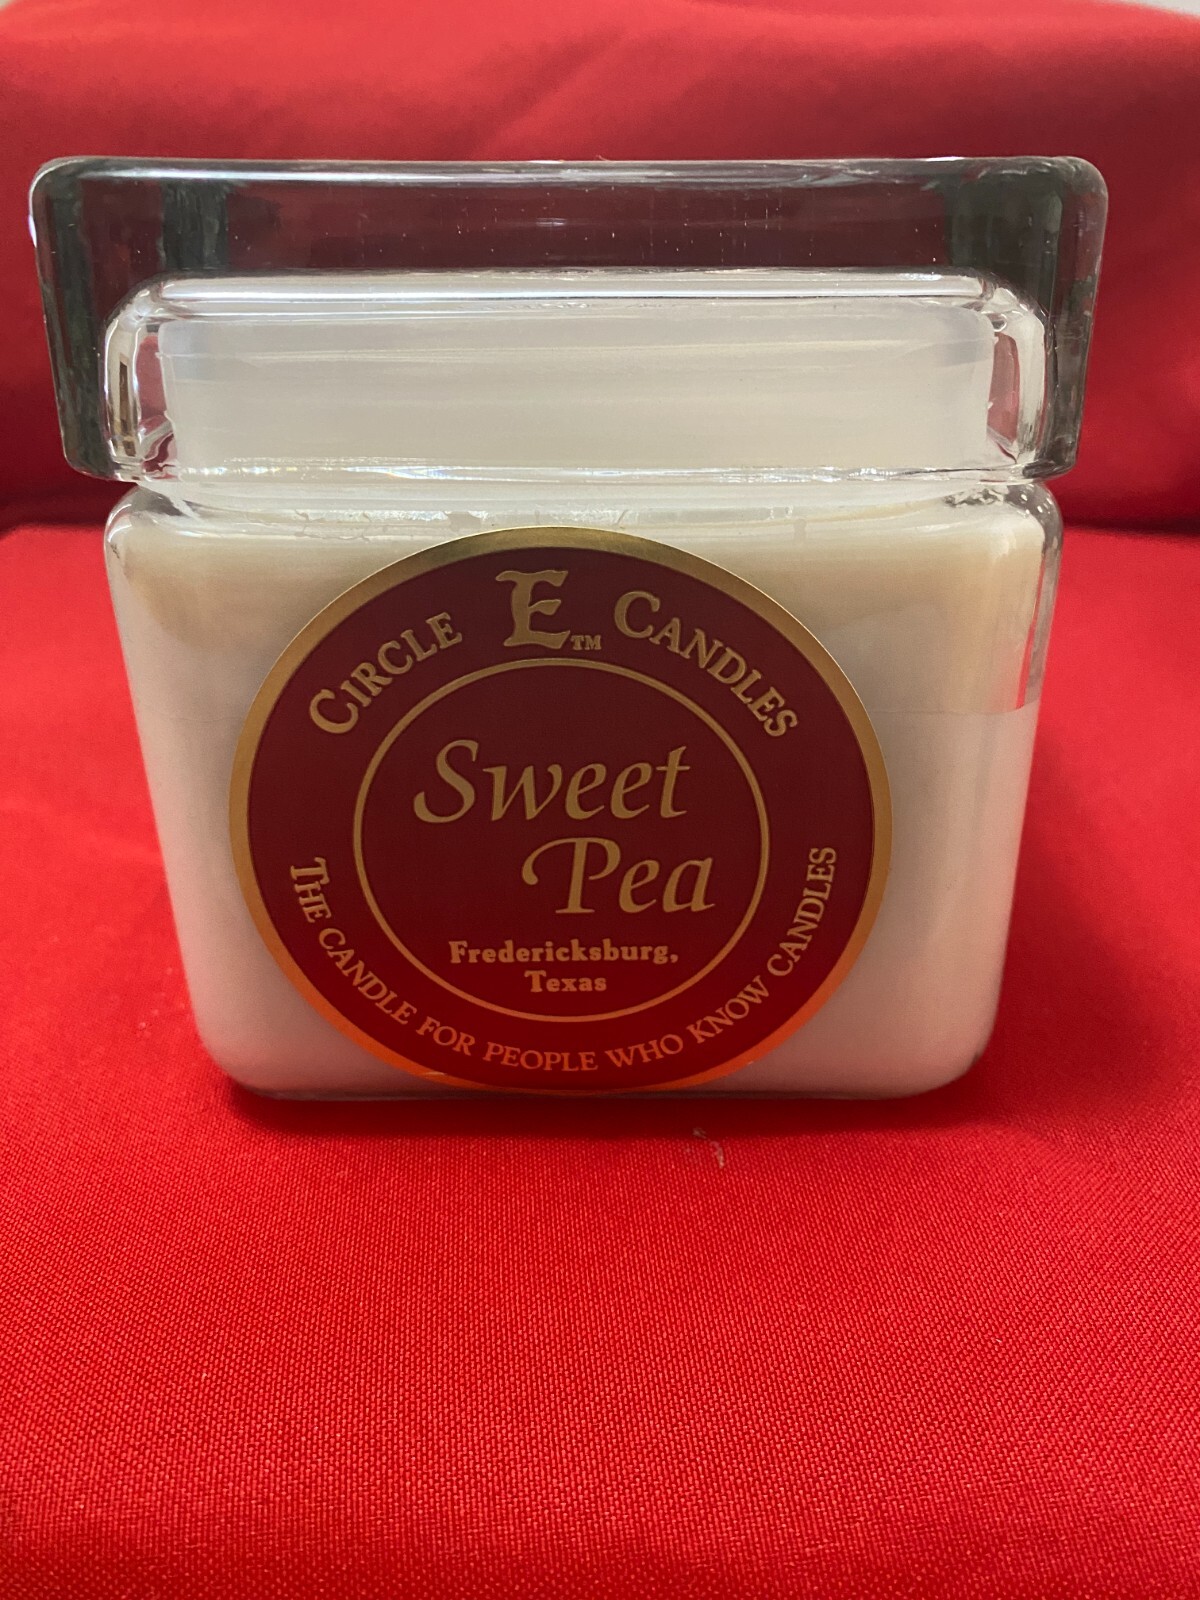 CIRCLE E™ CANDLES
Sweet
Pea
Fredericksburg,
Texas
THE CANDLE FOR PEOPLE WHO KNOW CANDLES